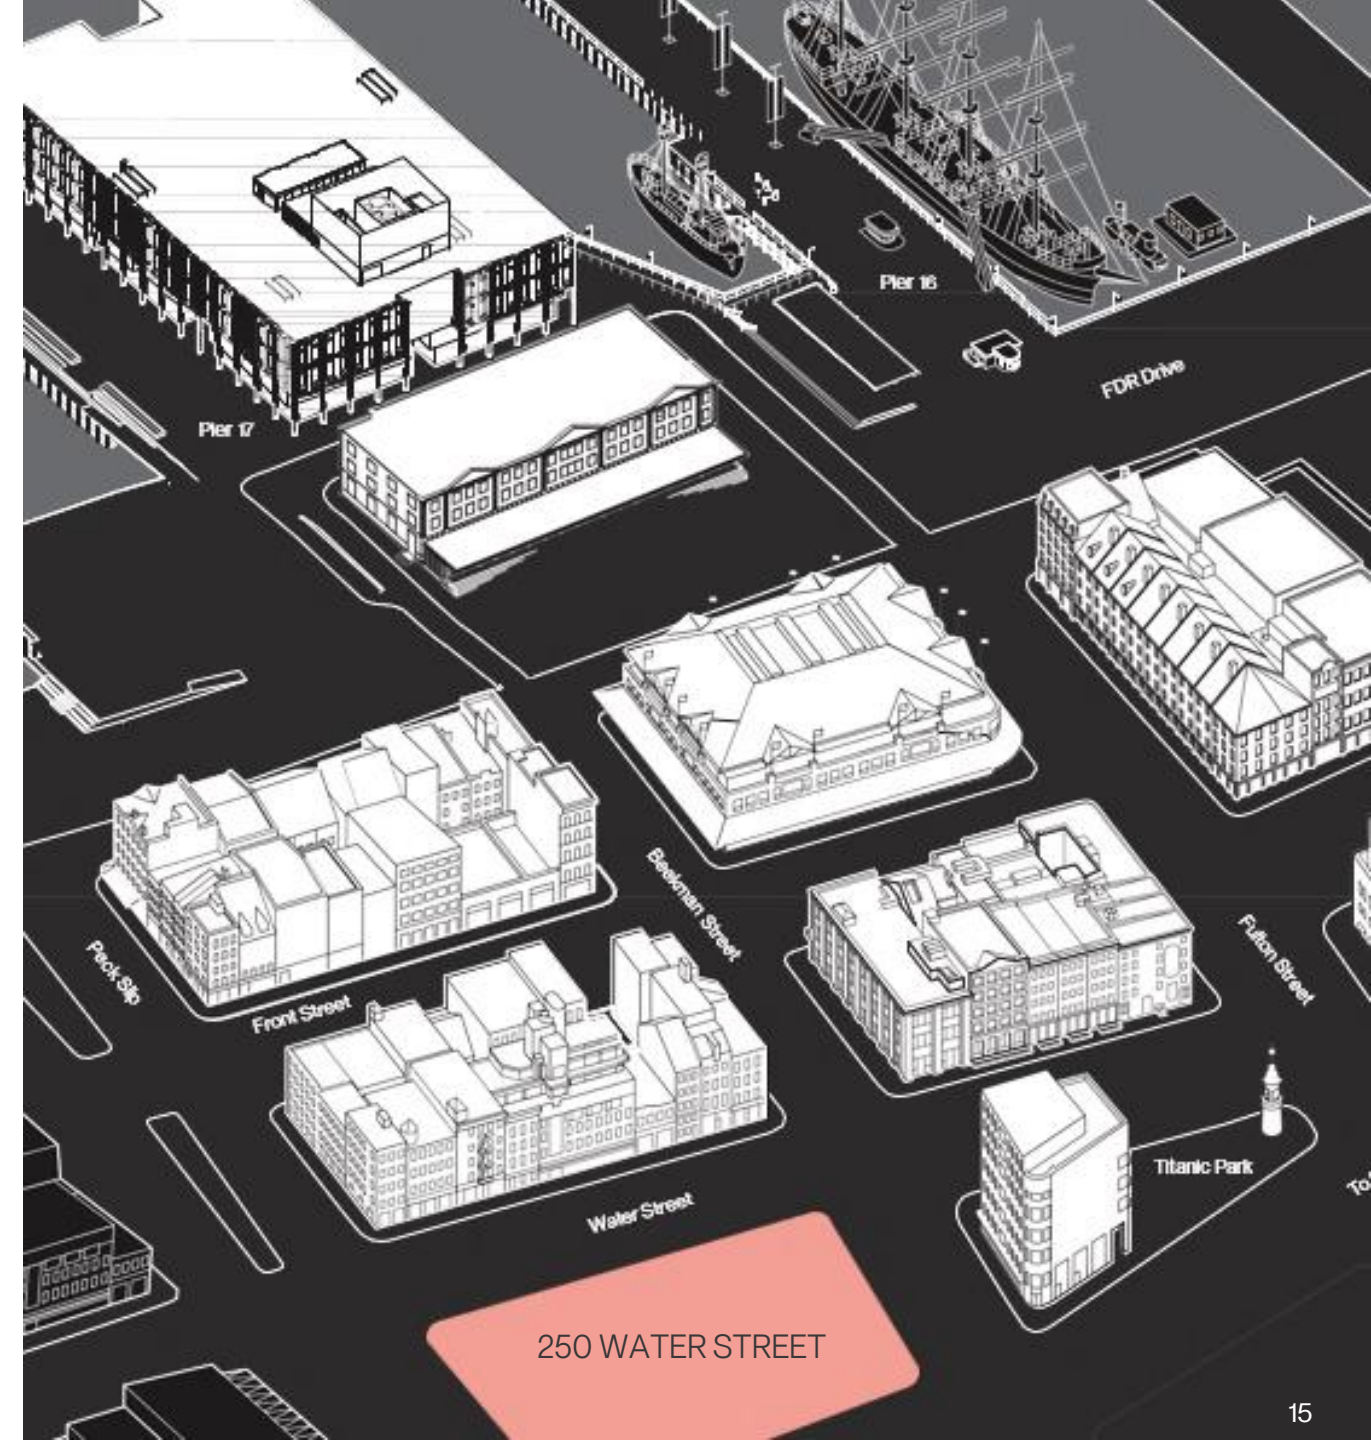 Pier 16
FDR Drive
Pier 17
Beekman Street
Peck Slip
Fulton Street
Front Street
Titanic Park
To
Water Street
250 WATER STREET
15